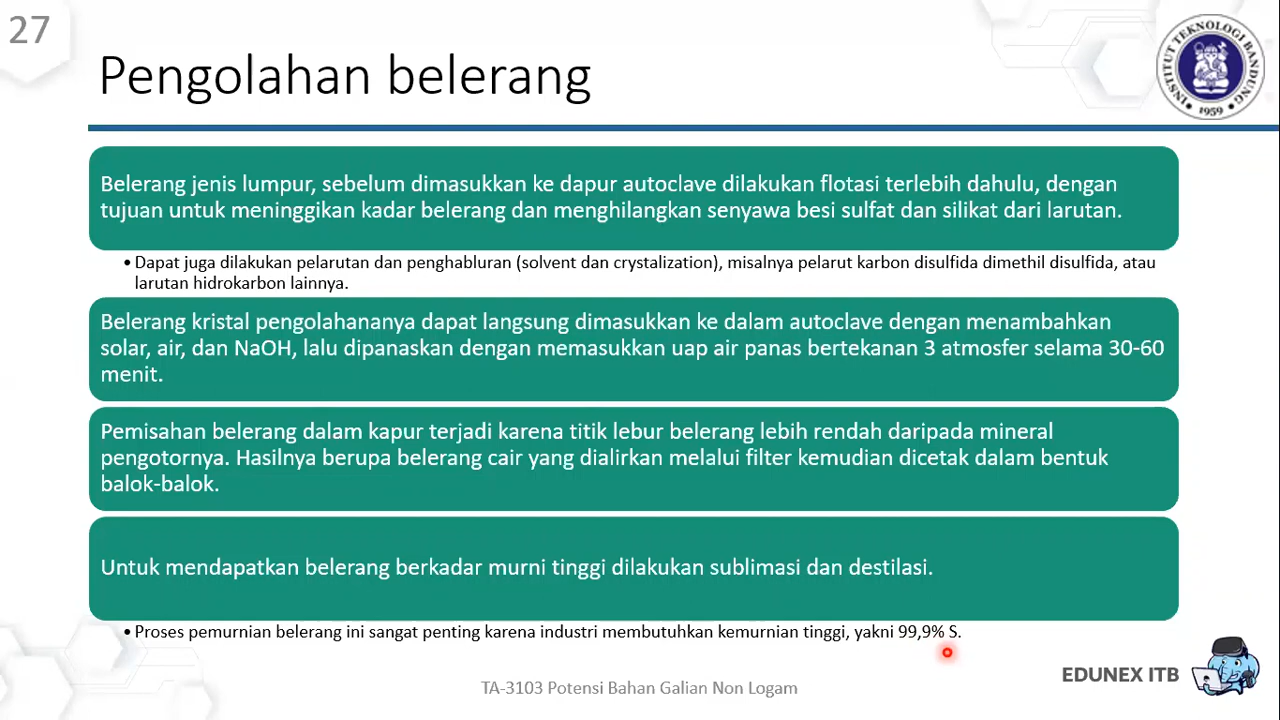 27
Pengolahan belerang
INSTITUT TEKNOLOGI BANDUNG
1959
Belerang jenis lumpur, sebelum dimasukkan ke dapur autoclave dilakukan flotasi terlebih dahulu, dengan
tujuan untuk meninggikan kadar belerang dan menghilangkan senyawa besi sulfat dan silikat dari larutan.
• Dapat juga dilakukan pelarutan dan penghabluran (solvent dan crystalization), misalnya pelarut karbon disulfida dimethil disulfida, atau
larutan hidrokarbon lainnya.
Belerang kristal pengolahananya dapat langsung dimasukkan ke dalam autoclave dengan menambahkan
solar, air, dan NaOH, lalu dipanaskan dengan memasukkan uap air panas bertekanan 3 atmosfer selama 30-60
menit.
Pemisahan belerang dalam kapur terjadi karena titik lebur belerang lebih rendah daripada mineral
pengotornya. Hasilnya berupa belerang cair yang dialirkan melalui filter kemudian dicetak dalam bentuk
balok-balok.
Untuk mendapatkan belerang berkadar murni tinggi dilakukan sublimasi dan destilasi.
• Proses pemurnian belerang ini sangat penting karena industri membutuhkan kemurnian tinggi, yakni 99,9% S.
EDUNEX ITB
TA-3103 Potensi Bahan Galian Non Logam